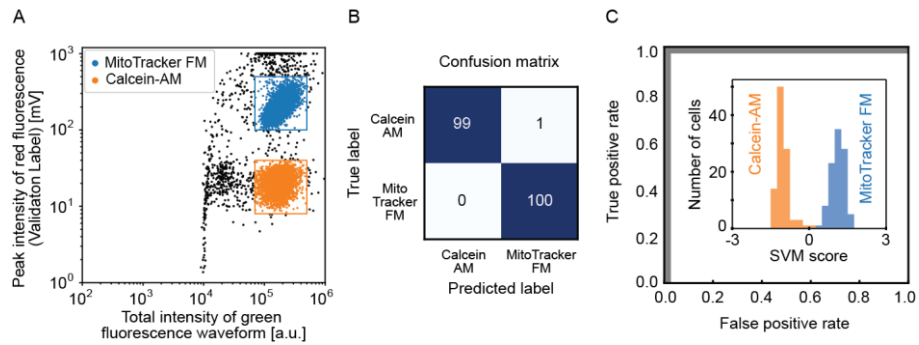 A
Peak intensity of red fluorescence
(Validation Label) [mV]
10³
10²
10¹
10⁰
MitoTracker FM
Calcein-AM
10² 10³ 10⁴ 10⁵ 10⁶
Total intensity of green
fluorescence waveform [a.u.]
B
Confusion matrix
True label
Calcein
AM
Mito
Tracker
FM
99 1
0 100
Calcein
AM
MitoTracker
FM
Predicted label
C
True positive rate
1.0
0.8
0.6
0.4
0.2
0.0
0.0 0.2 0.4 0.6 0.8 1.0
False positive rate
Number of cells
40
20
0
Calcein-AM
MitoTracker FM
-3 0 3
SVM score